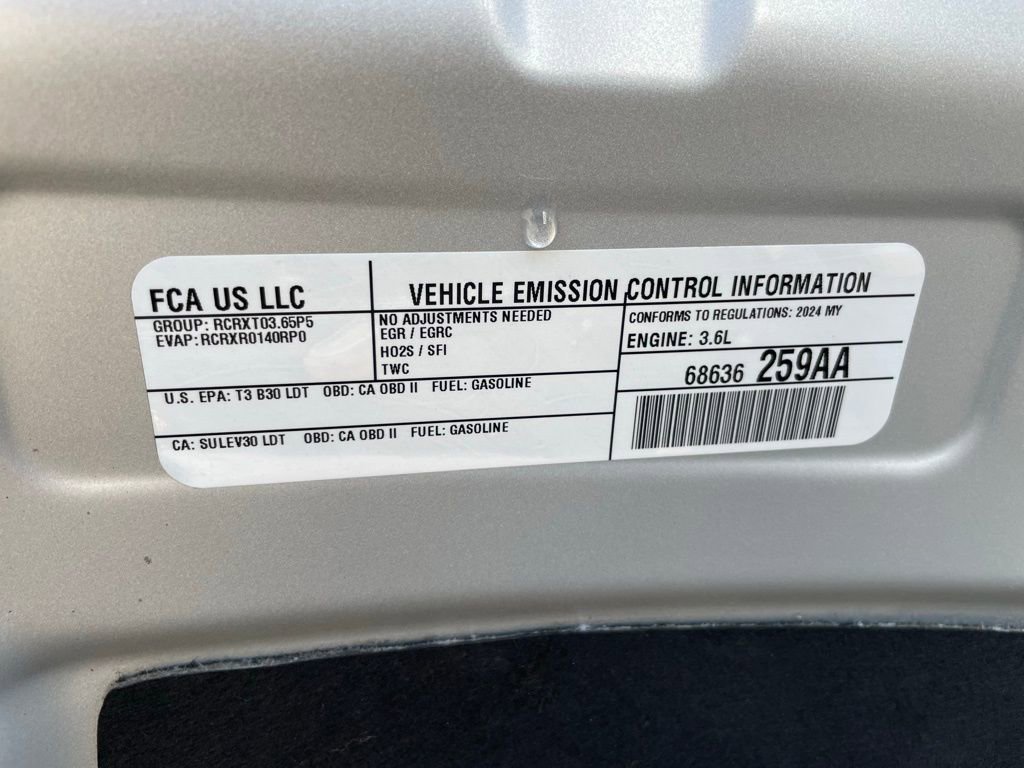 FCA US LLC
VEHICLE EMISSION CONTROL INFORMATION
GROUP: RCRXT03.65P5
EVAP: RCRXR0140RP0
NO ADJUSTMENTS NEEDED
EGR / EGRC
HO2S / SFI
TWC
CONFORMS TO REGULATIONS: 2024 MY
ENGINE: 3.6L
68636 259AA
U.S. EPA: T3 B30 LDT OBD: CA OBD II FUEL: GASOLINE
CA: SULEV30 LDT OBD: CA OBD II FUEL: GASOLINE